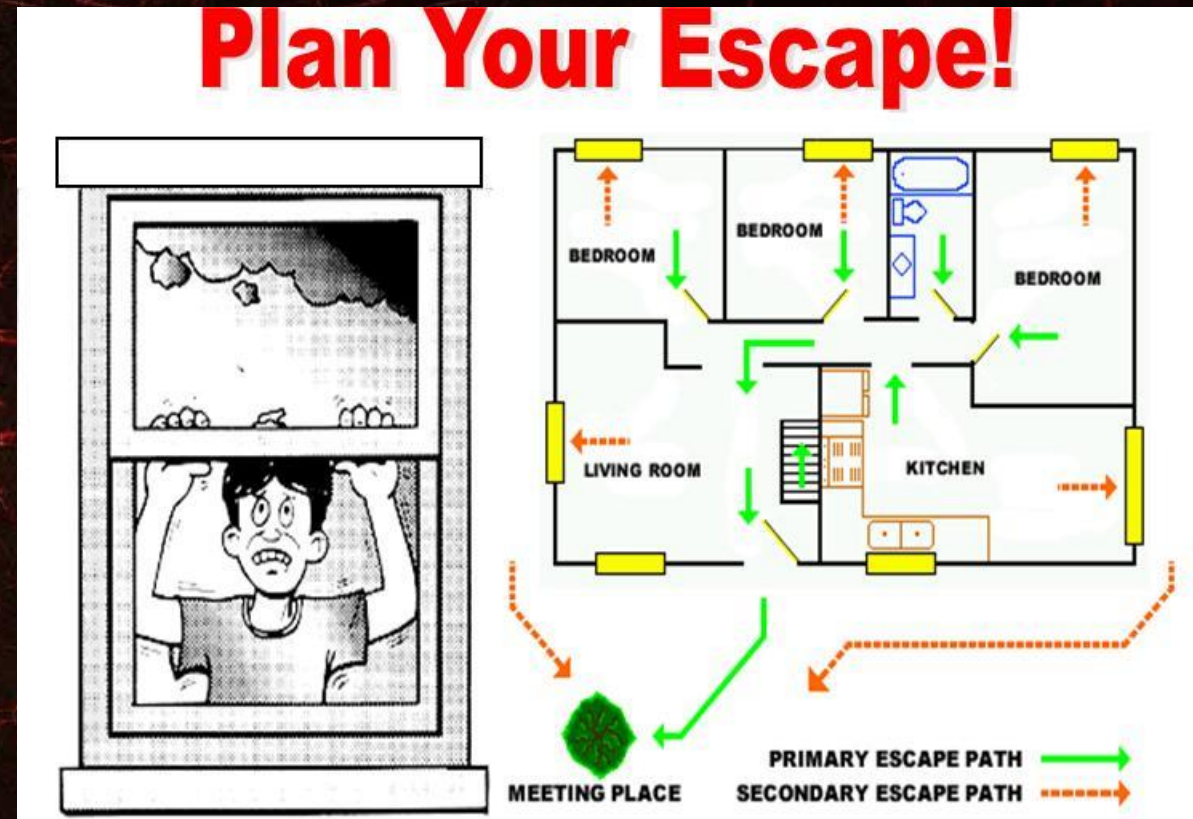 Plan Your Escape!
BEDROOM
BEDROOM
BEDROOM
LIVING ROOM
KITCHEN
MEETING PLACE
PRIMARY ESCAPE PATH
SECONDARY ESCAPE PATH